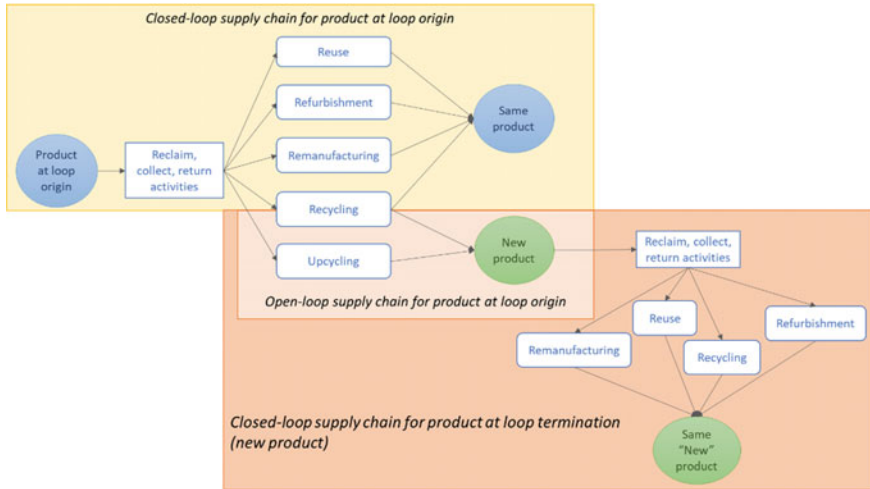 Closed-loop supply chain for product at loop origin
Reuse
Refurbishment
Remanufacturing
Recycling
Upcycling
Product
at loop
origin
Reclaim,
collect, return
activities
Same
product
New
product
Open-loop supply chain for product at loop origin
Reclaim, collect,
return activities
Remanufacturing
Reuse
Recycling
Refurbishment
Closed-loop supply chain for product at loop termination
(new product)
Same
“New”
product